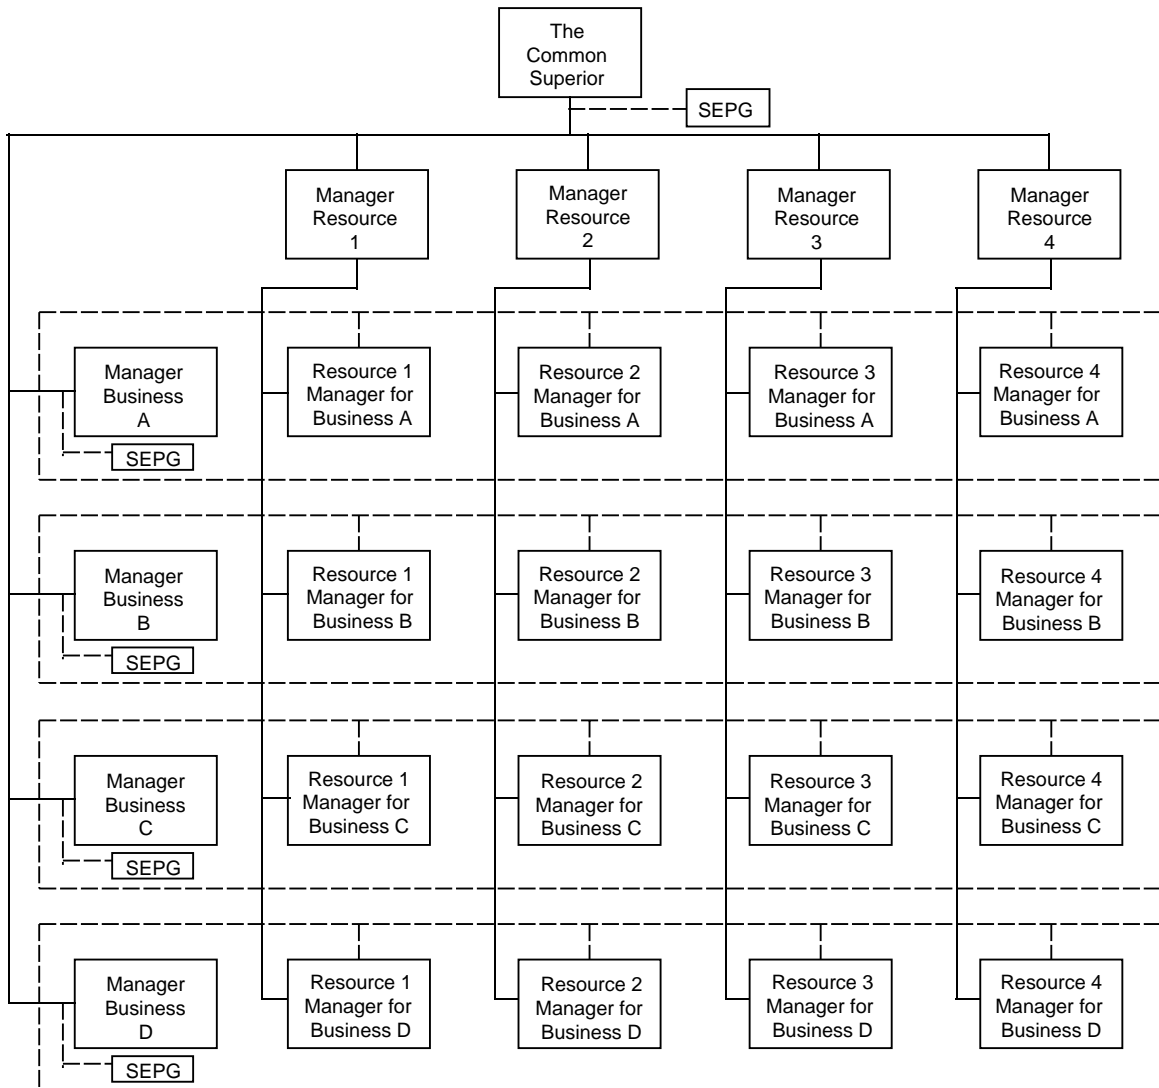 The
Common
Superior
SEPG
Manager
Resource
1
Manager
Resource
2
Manager
Resource
3
Manager
Resource
4
Manager
Business
A
SEPG
Resource 1
Manager for
Business A
Resource 2
Manager for
Business A
Resource 3
Manager for
Business A
Resource 4
Manager for
Business A
Manager
Business
B
SEPG
Resource 1
Manager for
Business B
Resource 2
Manager for
Business B
Resource 3
Manager for
Business B
Resource 4
Manager for
Business B
Manager
Business
C
SEPG
Resource 1
Manager for
Business C
Resource 2
Manager for
Business C
Resource 3
Manager for
Business C
Resource 4
Manager for
Business C
Manager
Business
D
SEPG
Resource 1
Manager for
Business D
Resource 2
Manager for
Business D
Resource 3
Manager for
Business D
Resource 4
Manager for
Business D